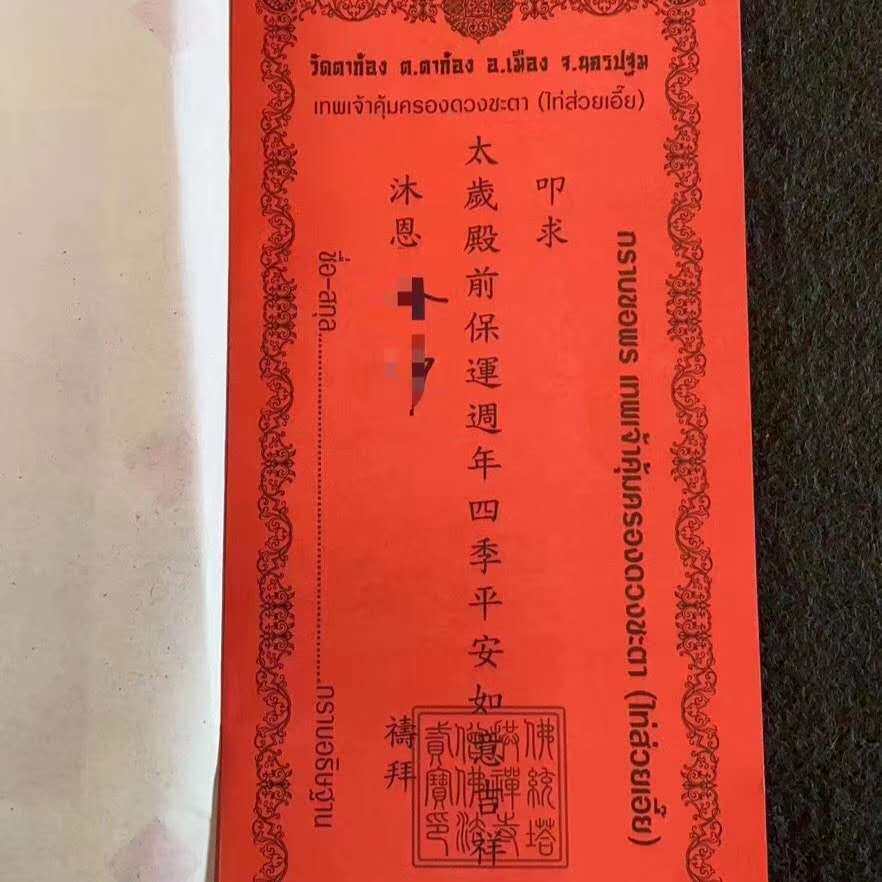 วัดตาก้อง ต.ตาก้อง อ.เมือง จ.นครปฐม
เทพเจ้าคุ้มครองดวงชะตา (ไท่ส่วยเอี๊ย)
กราบขอพร เทพเจ้าคุ้มครองดวงชะตา (ไท่ส่วยเอี๊ย)
叩求
太歲殿前保運週年四季平安如意吉祥
沐恩
禱拜
ชื่อ-สกุล......................................................กราบอธิษฐาน
佛統塔